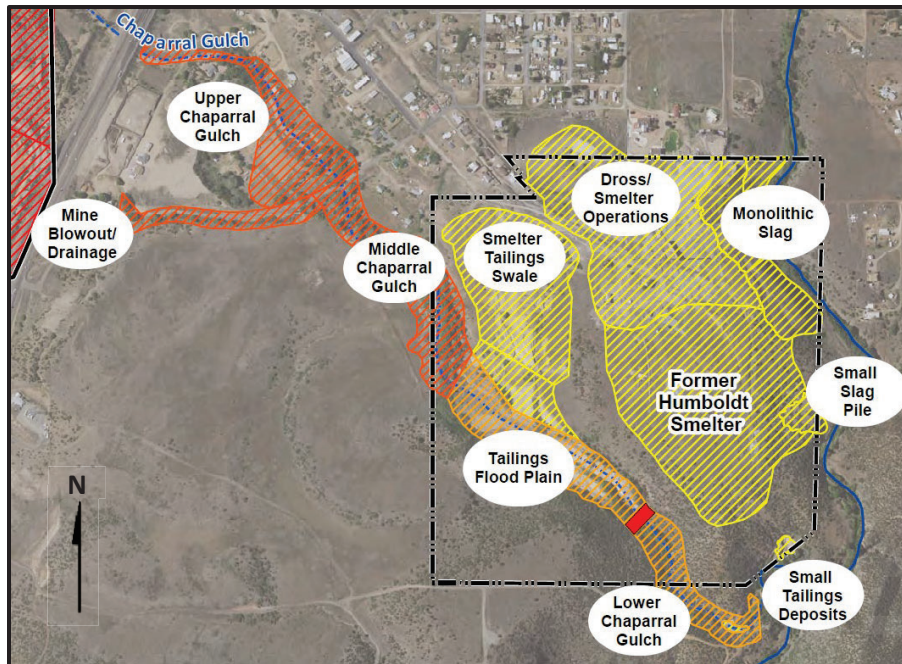 Chaparral Gulch
Upper
Chaparral
Gulch
Mine
Blowout/
Drainage
Middle
Chaparral
Gulch
Smelter
Tailings
Swale
Dross/
Smelter
Operations
Monolithic
Slag
Former
Humboldt
Smelter
Small
Slag
Pile
Tailings
Flood Plain
N
Lower
Chaparral
Gulch
Small
Tailings
Deposits